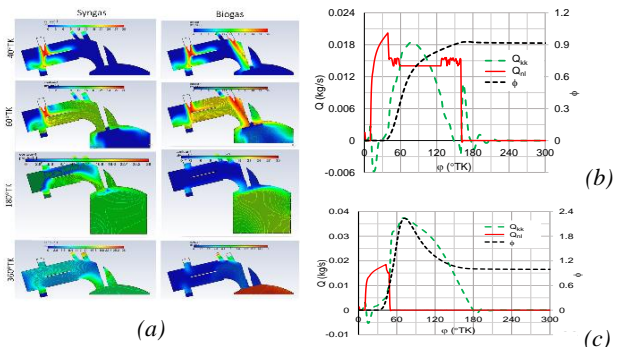 Syngas
Biogas
40°TK
60°TK
180°TK
360°TK
(a)
0.024
0.018
0.012
0.006
0
-0.006
Q (kg/s)
1.2
0.9
0.6
0.3
0
ϕ
Qkk
Qnl
ϕ
0 60 120 180 240 300
φ (°TK)
(b)
0.04
0.03
0.02
0.01
0
-0.01
Q (kg/s)
2.4
1.8
1.2
0.6
0
ϕ
Qkk
Qnl
ϕ
0 60 120 180 240 300
φ (°TK)
(c)